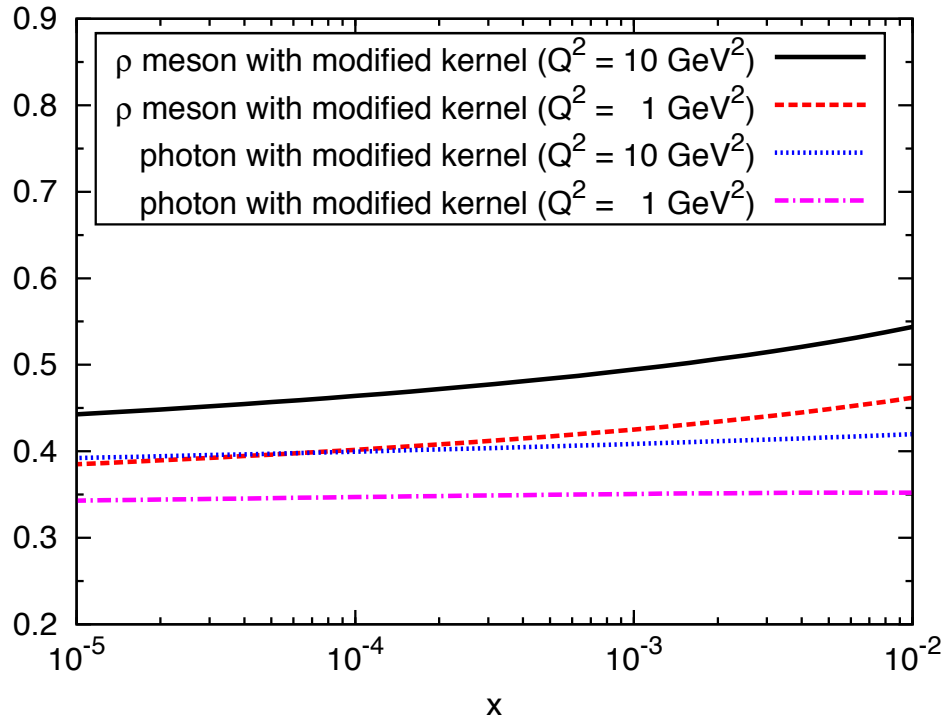 0.9
0.8
0.7
0.6
0.5
0.4
0.3
0.2
ρ meson with modified kernel (Q² = 10 GeV²)
ρ meson with modified kernel (Q² = 1 GeV²)
photon with modified kernel (Q² = 10 GeV²)
photon with modified kernel (Q² = 1 GeV²)
10⁻⁵ 10⁻⁴ 10⁻³ 10⁻²
x